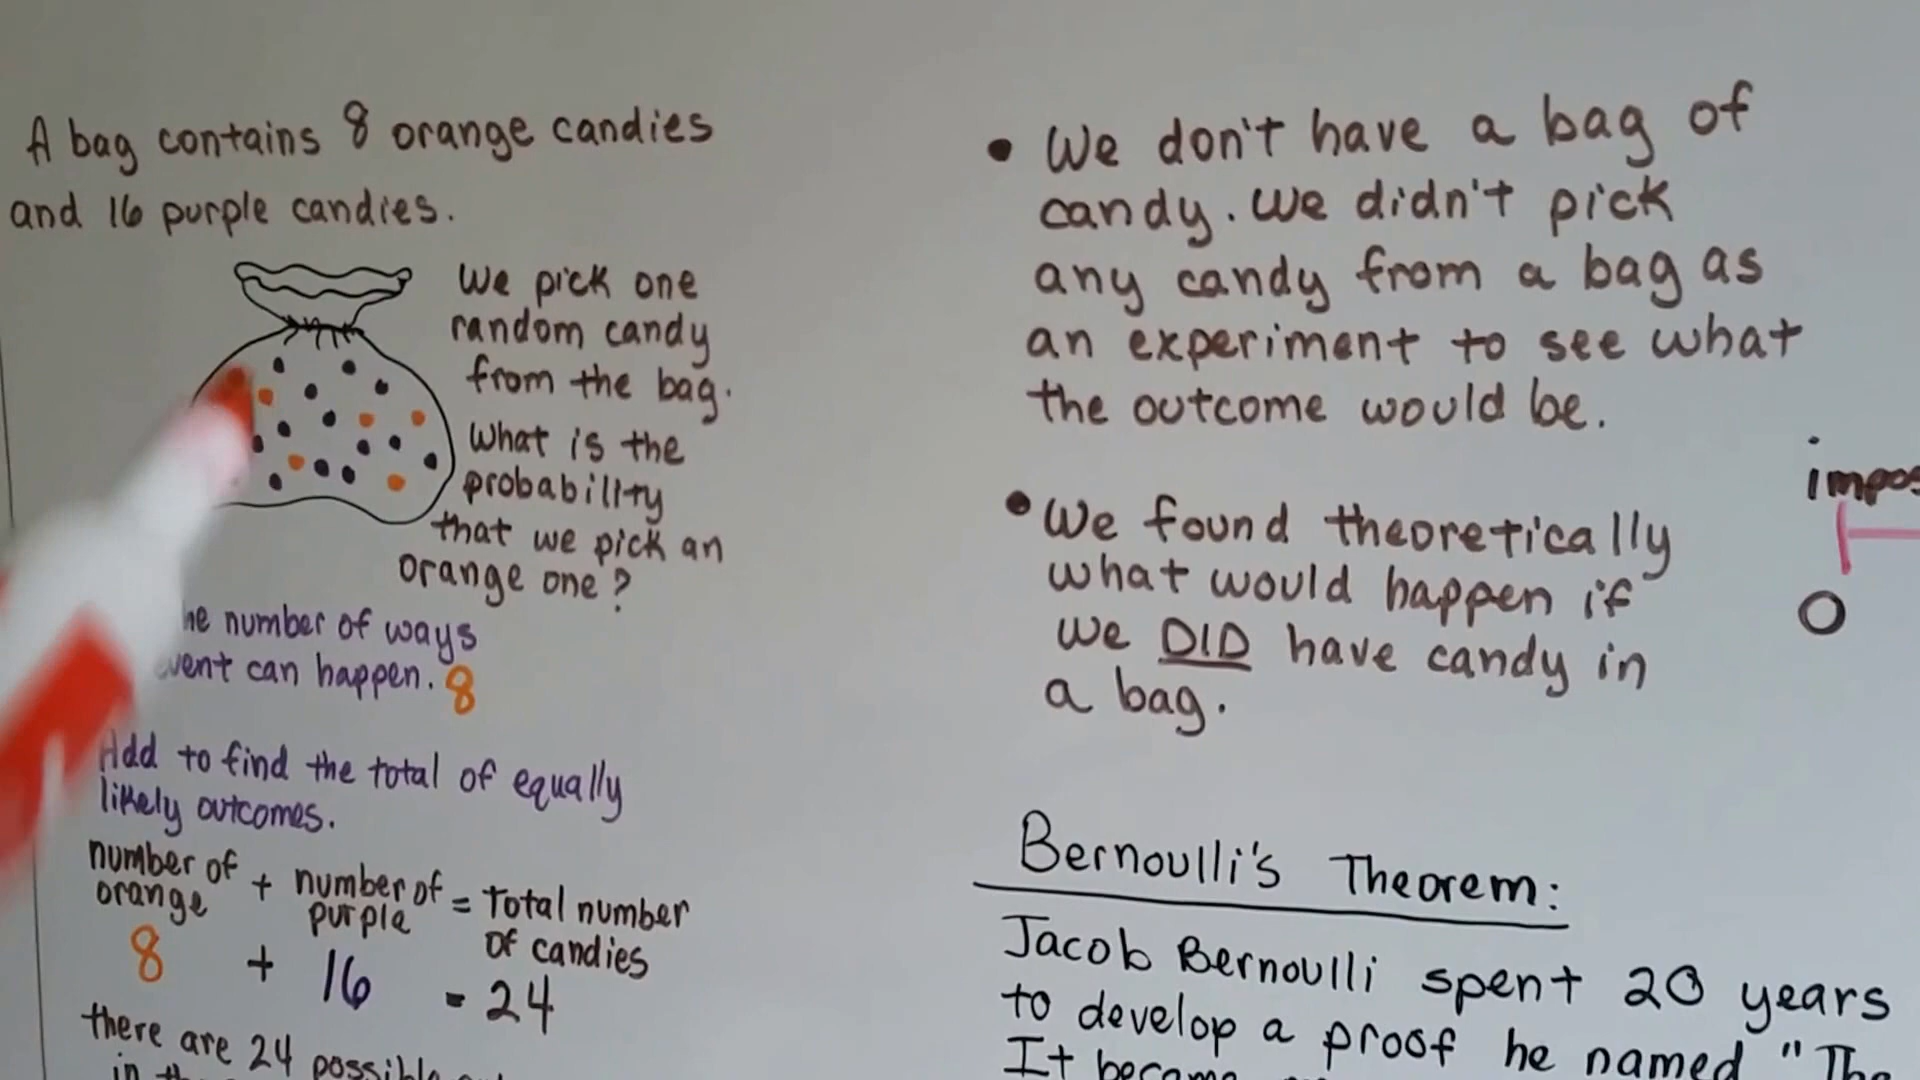 A bag contains 8 orange candies
and 16 purple candies.
We pick one
random candy
from the bag.
What is the
probability
that we pick an
orange one?
number of ways
can happen. 8
Add to find the total of equally
likely outcomes.
number of + number of = total number
orange purple of candies
8 + 16 = 24
there are 24
in
• We don't have a bag of
candy. We didn't pick
any candy from a bag as
an experiment to see what
the outcome would be.
• We found theoretically
what would happen if
we DID have candy in
a bag.
Bernoulli's Theorem:
Jacob Bernoulli spent 20 years
to develop a proof he named "The
It
0